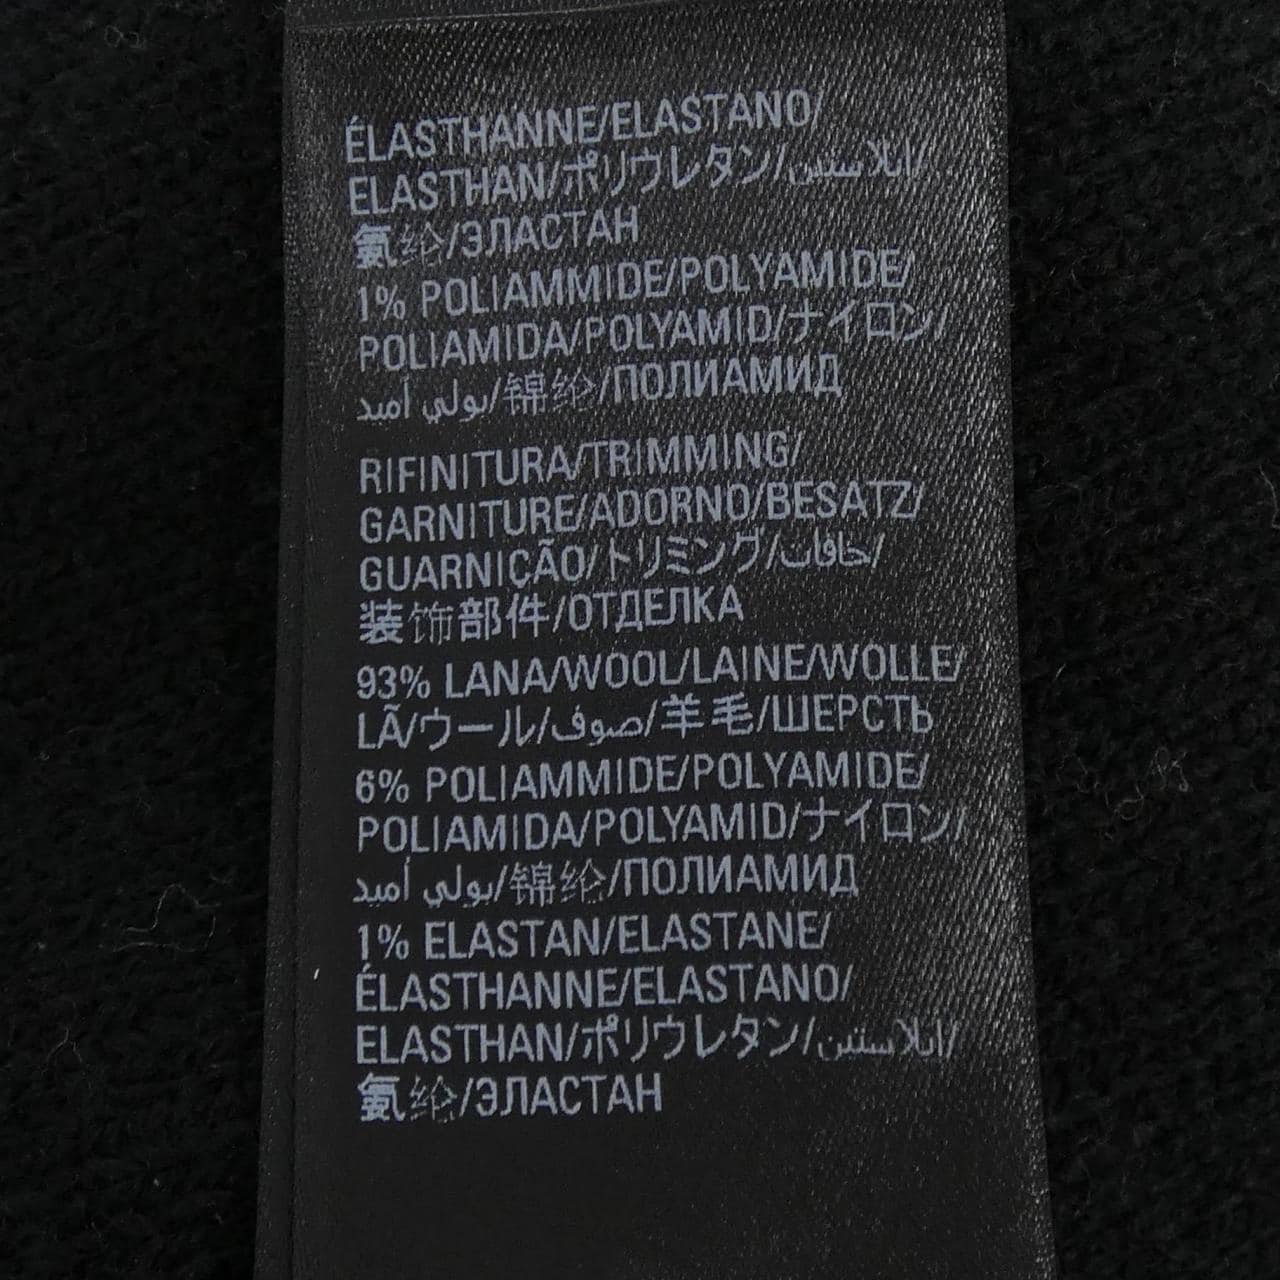 ÉLASTHANNE/ELASTANO/
ELASTHAN/ポリウレタン/ايلاستين/
氨纶/ЭЛАСТАН
1% POLIAMMIDE/POLYAMIDE/
POLIAMIDA/POLYAMID/ナイロン/
بولي أميد/锦纶/ПОЛИАМИД
RIFINITURA/TRIMMING/
GARNITURE/ADORNO/BESATZ/
GUARNIÇÃO/トリミング/حافات/
装饰部件/ОТДЕЛКА
93% LANA/WOOL/LAINE/WOLLE/
LÃ/ウール/صوف/羊毛/ШЕРСТЬ
6% POLIAMMIDE/POLYAMIDE/
POLIAMIDA/POLYAMID/ナイロン/
بولي أميد/锦纶/ПОЛИАМИД
1% ELASTAN/ELASTANE/
ÉLASTHANNE/ELASTANO/
ELASTHAN/ポリウレタン/ايلاستين/
氨纶/ЭЛАСТАН